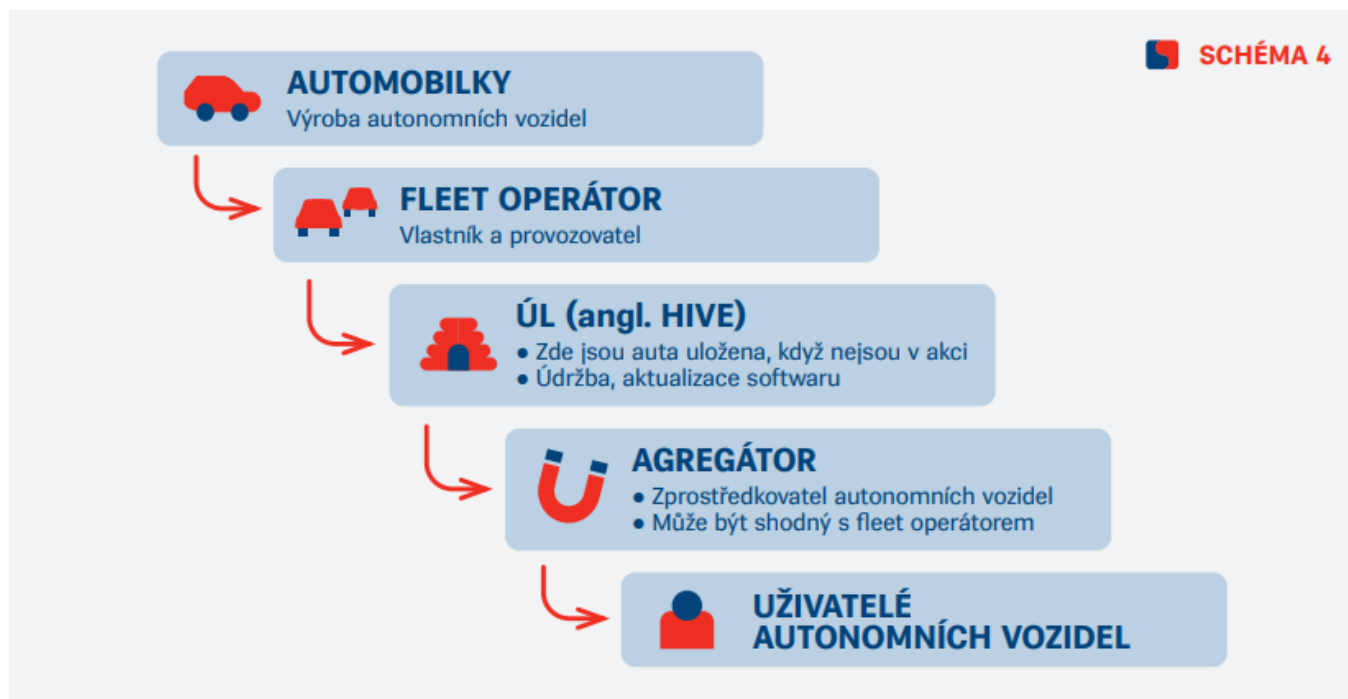 SCHÉMA 4
AUTOMOBILKY
Výroba autonomních vozidel
FLEET OPERÁTOR
Vlastník a provozovatel
ÚL (angl. HIVE)
● Zde jsou auta uložena, když nejsou v akci
● Údržba, aktualizace softwaru
AGREGÁTOR
● Zprostředkovatel autonomních vozidel
● Může být shodný s fleet operátorem
UŽIVATELÉ
AUTONOMNÍCH VOZIDEL